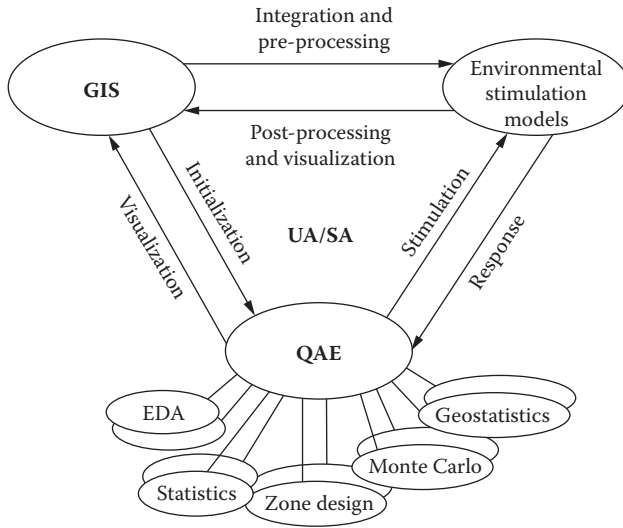 Integration and
pre-processing
GIS
Environmental
stimulation
models
Post-processing
and visualization
Initialization
Visualization
UA/SA
Stimulation
Response
QAE
EDA
Geostatistics
Monte Carlo
Statistics
Zone design